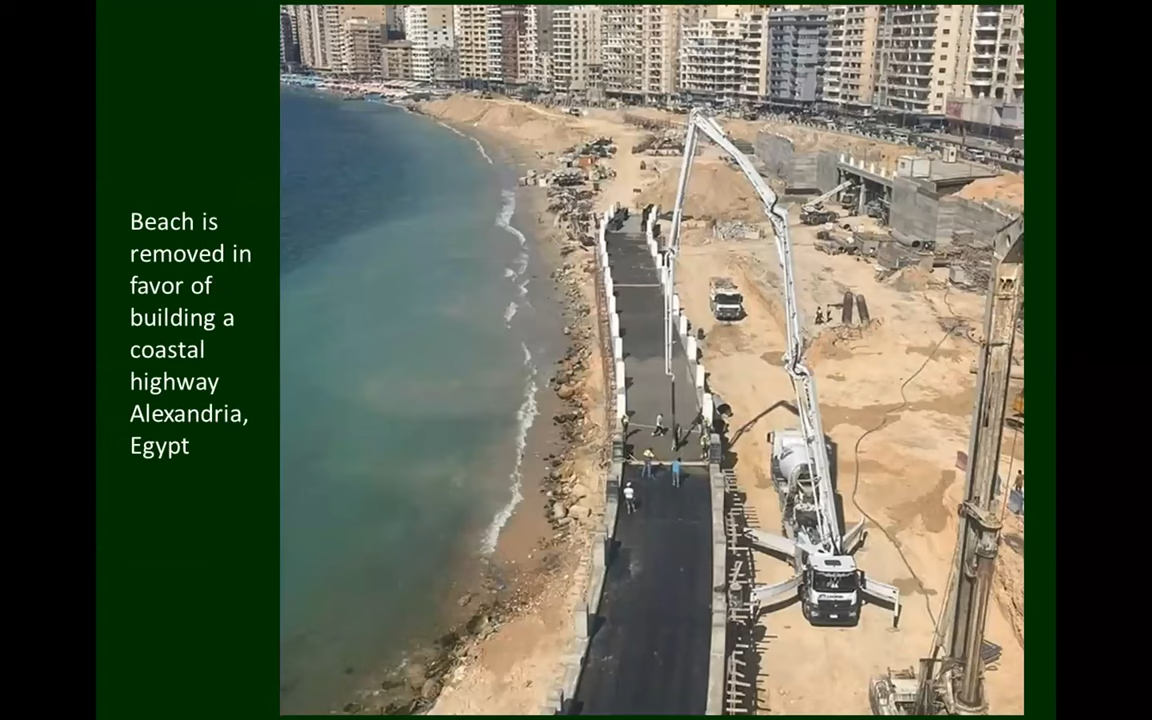 Beach is
removed in
favor of
building a
coastal
highway
Alexandria,
Egypt